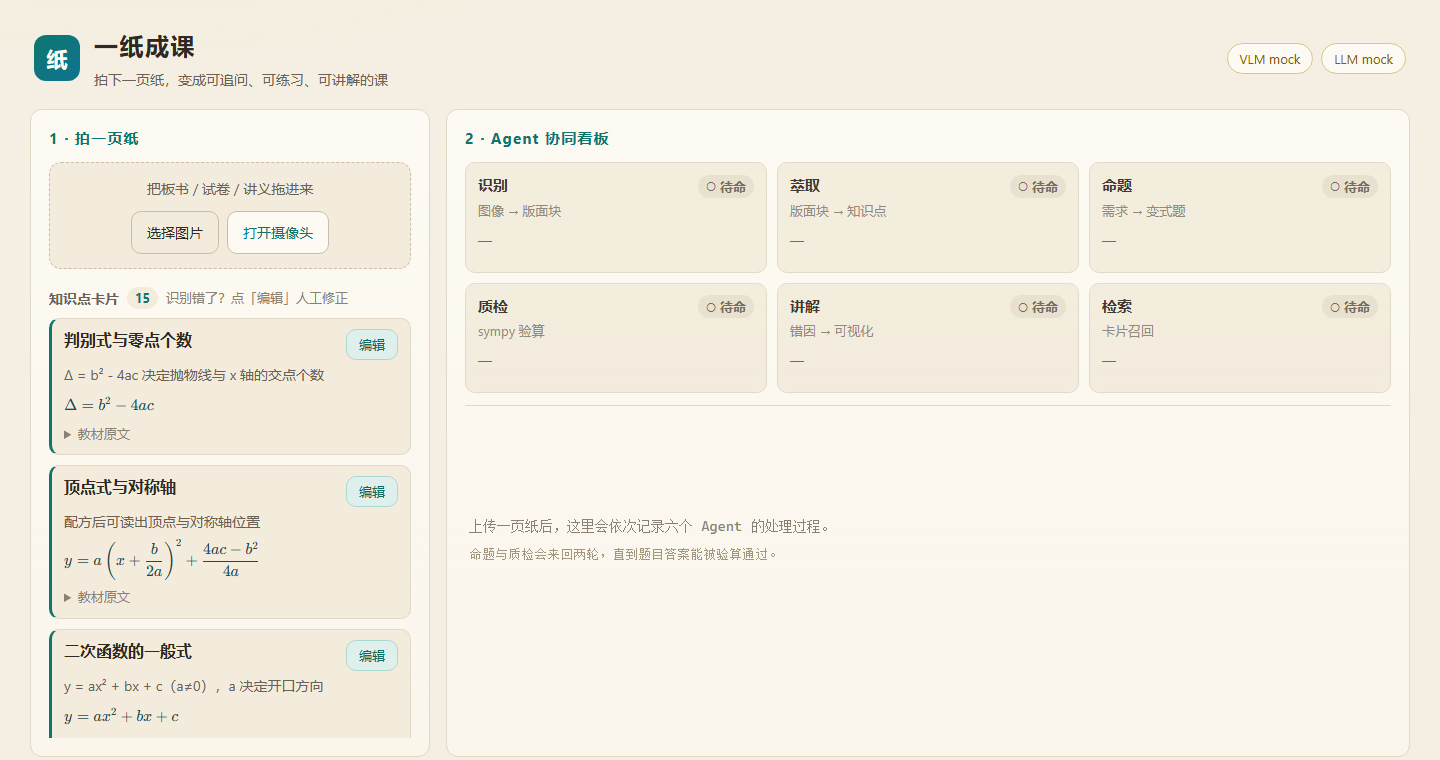 纸
一纸成课
拍下一页纸，变成可追问、可练习、可讲解的课
VLM mock
LLM mock
1 · 拍一页纸
把板书 / 试卷 / 讲义拖进来
选择图片
打开摄像头
知识点卡片 15 识别错了？点「编辑」人工修正
判别式与零点个数
编辑
Δ = b² - 4ac 决定抛物线与 x 轴的交点个数
Δ = b² − 4ac
▶ 教材原文
顶点式与对称轴
编辑
配方后可读出顶点与对称轴位置
y = a (x + b/2a)² + (4ac − b²)/4a
▶ 教材原文
二次函数的一般式
编辑
y = ax² + bx + c（a≠0），a 决定开口方向
y = ax² + bx + c
2 · Agent 协同看板
识别
○ 待命
图像 → 版面块
—
萃取
○ 待命
版面块 → 知识点
—
命题
○ 待命
需求 → 变式题
—
质检
○ 待命
sympy 验算
—
讲解
○ 待命
错因 → 可视化
—
检索
○ 待命
卡片召回
—
上传一页纸后，这里会依次记录六个 Agent 的处理过程。
命题与质检会来回两轮，直到题目答案能被验算通过。